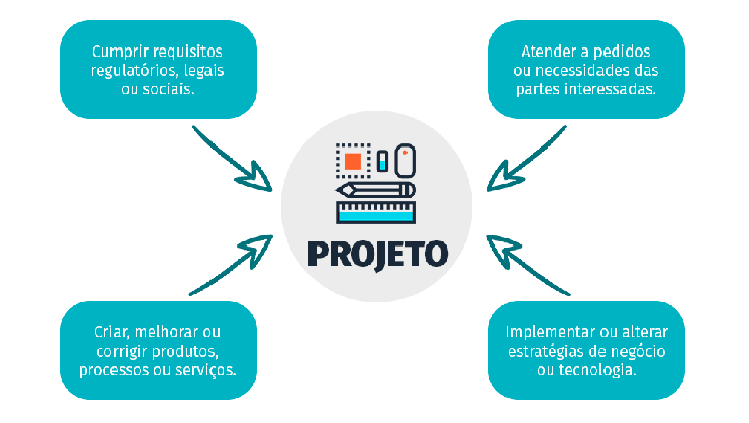 Cumprir requisitos
regulatórios, legais
ou sociais.
Atender a pedidos
ou necessidades das
partes interessadas.
PROJETO
Criar, melhorar ou
corrigir produtos,
processos ou serviços.
Implementar ou alterar
estratégias de negócio
ou tecnologia.